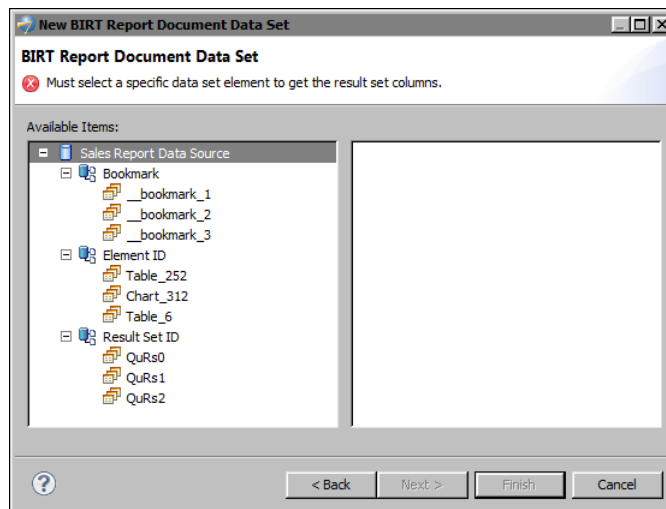 New BIRT Report Document Data Set
BIRT Report Document Data Set
Must select a specific data set element to get the result set columns.
Available Items:
Sales Report Data Source
Bookmark
__bookmark_1
__bookmark_2
__bookmark_3
Element ID
Table_252
Chart_312
Table_6
Result Set ID
QuRs0
QuRs1
QuRs2
< Back
Next >
Finish
Cancel